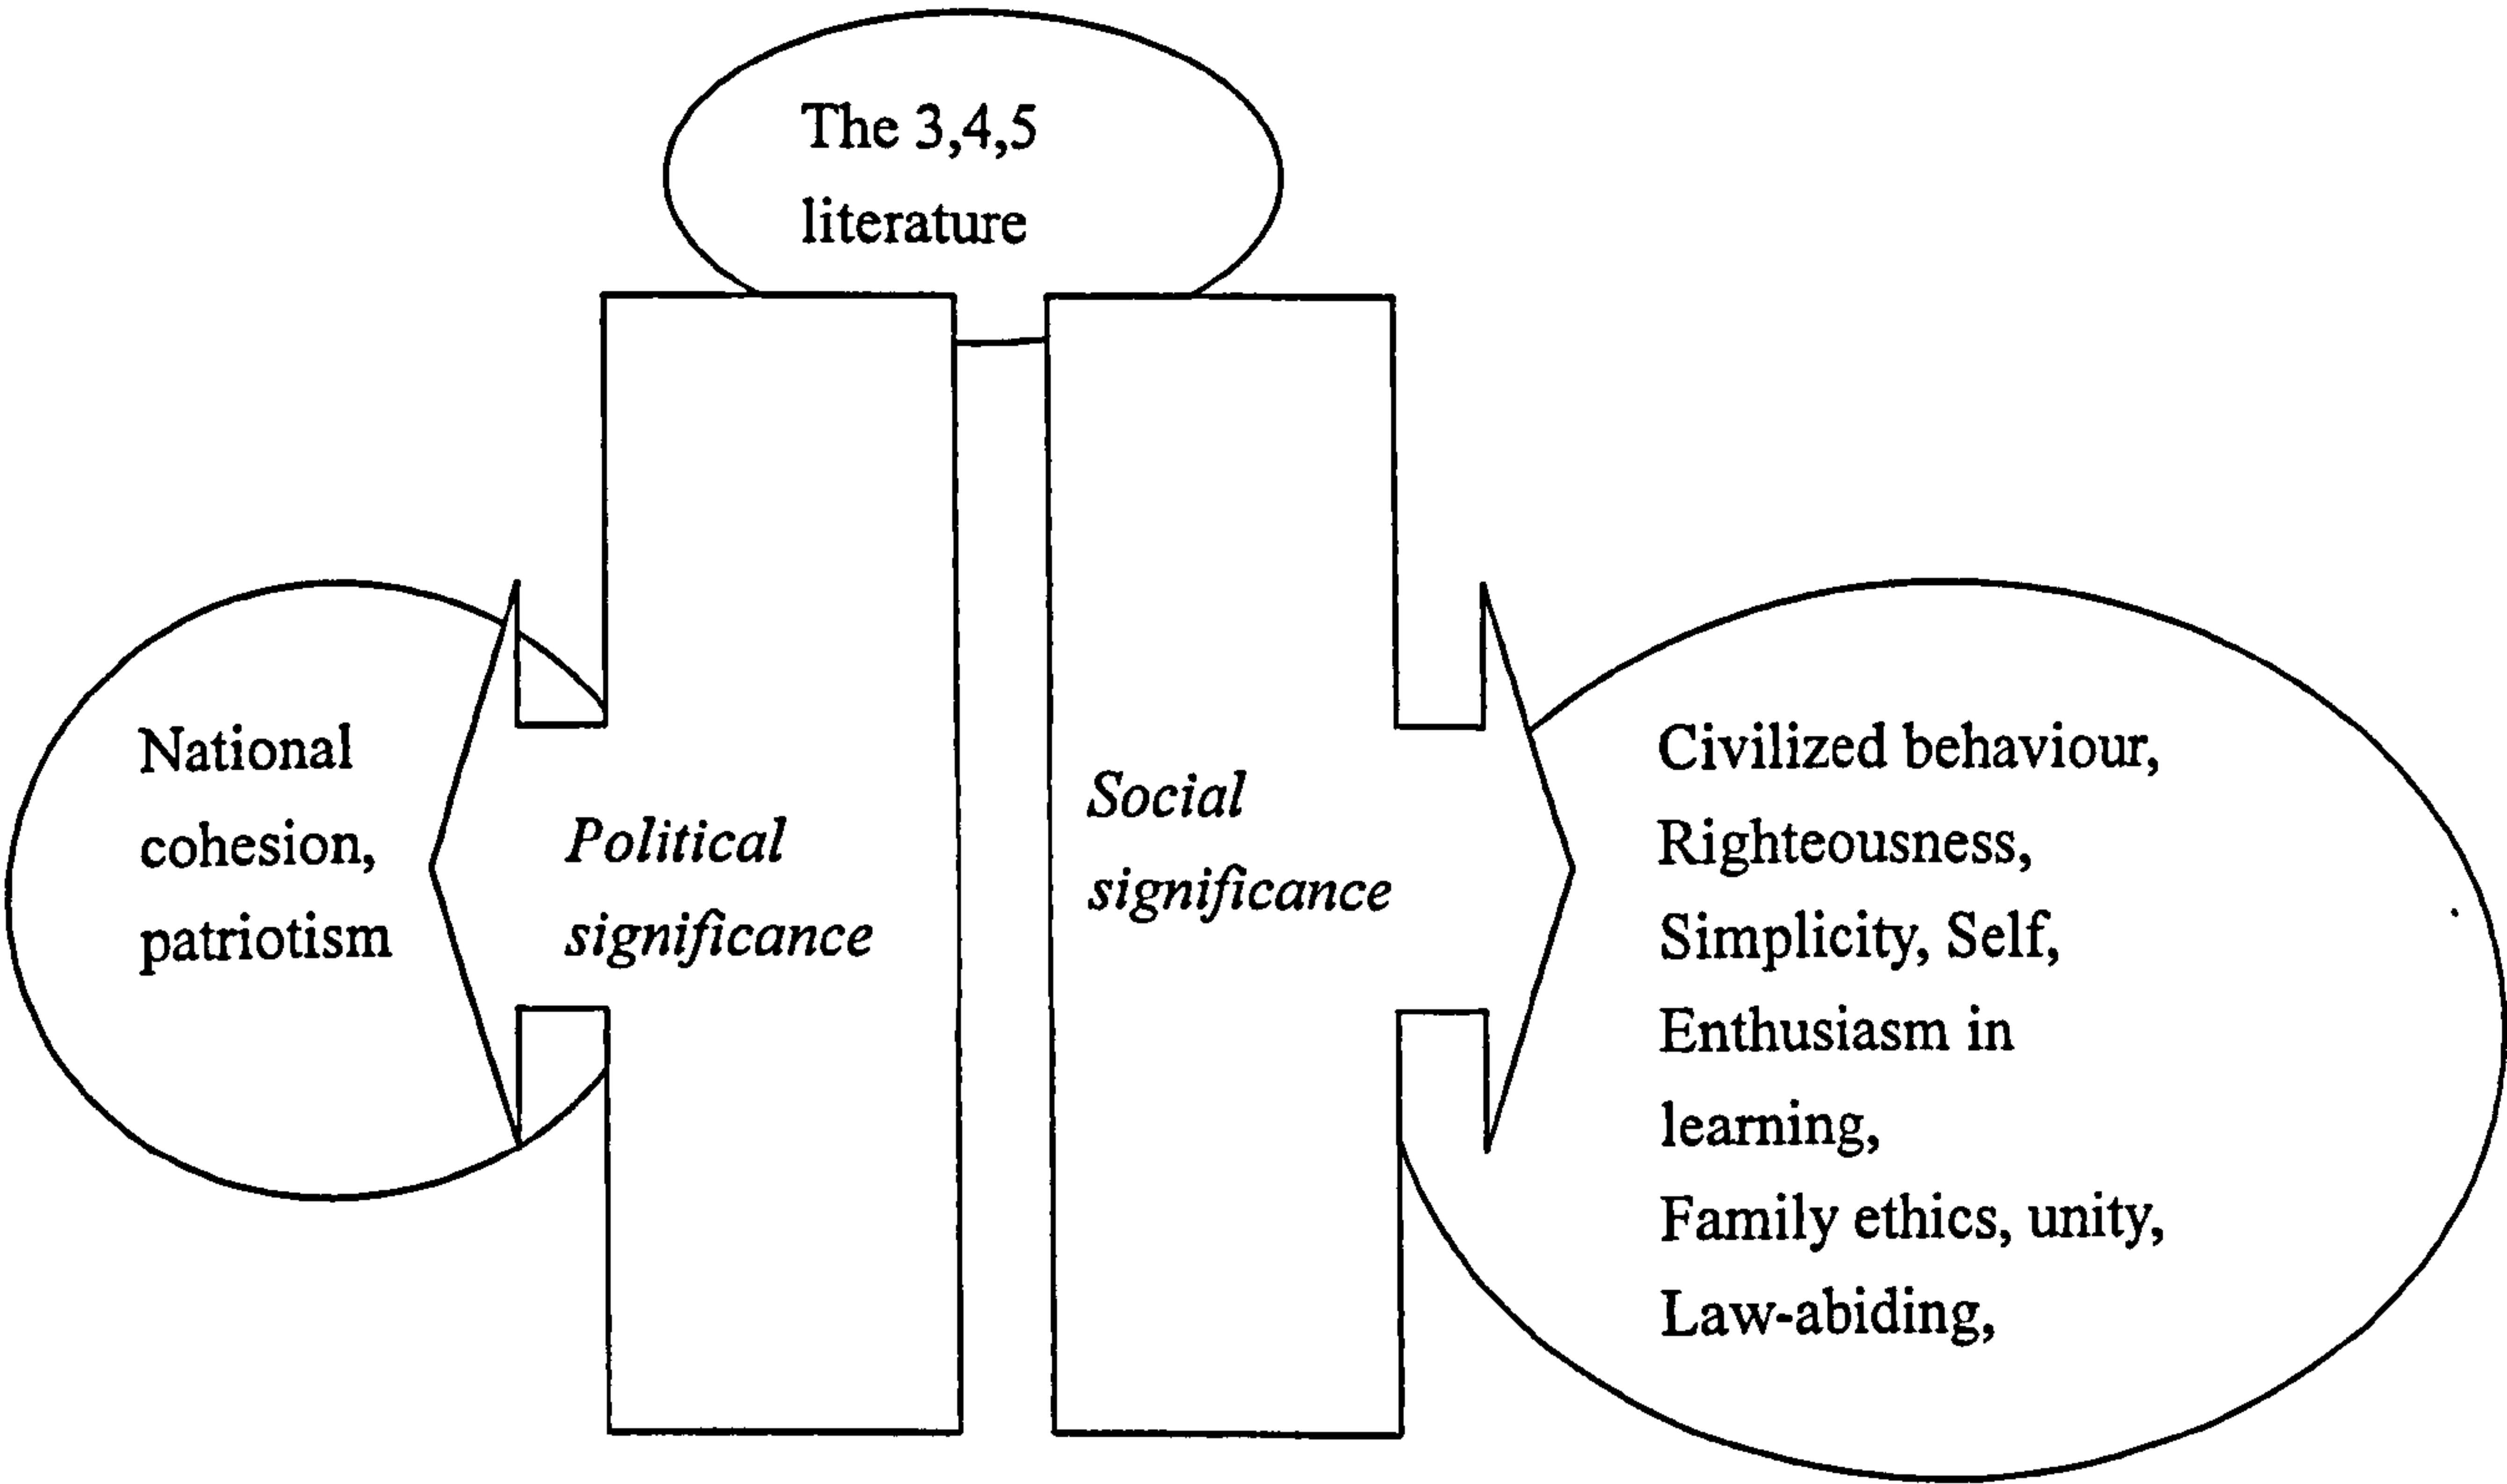 The 3,4,5
literature
National
cohesion,
patriotism
Political
significance
Social
significance
Civilized behaviour,
Righteousness,
Simplicity, Self,
Enthusiasm in
learning,
Family ethics, unity,
Law-abiding,